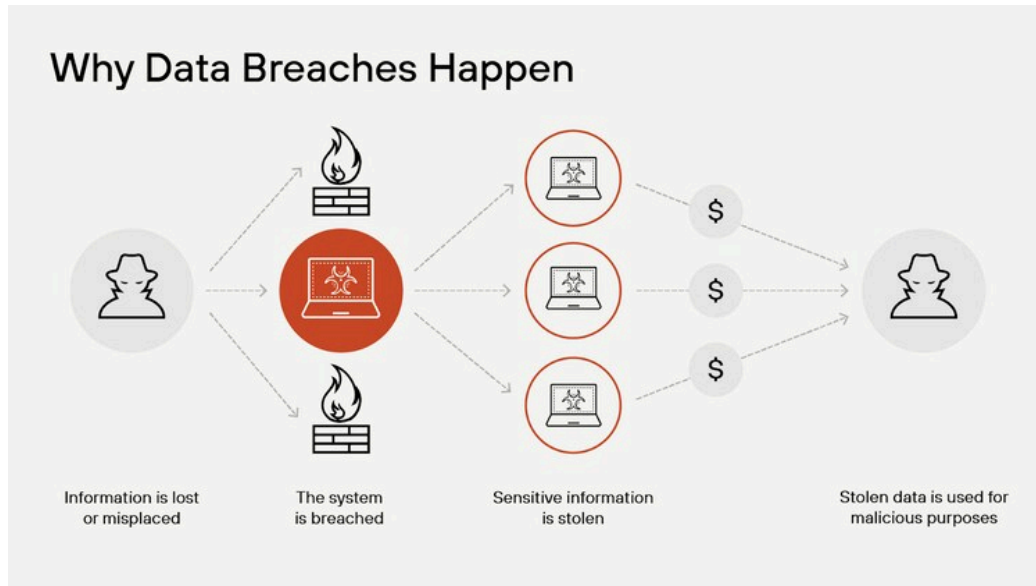 Why Data Breaches Happen
$
$
$
Information is lost
or misplaced
The system
is breached
Sensitive information
is stolen
Stolen data is used for
malicious purposes